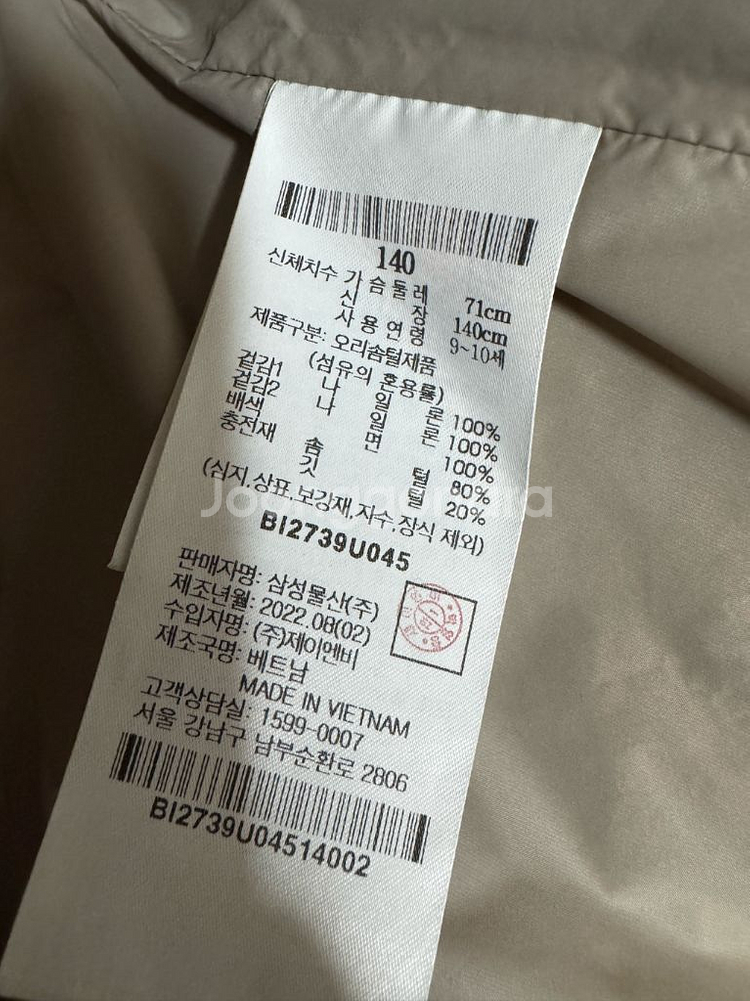 140
신체치수 가슴둘레 71cm
신장 140cm
사용연령 9~10세
제품구분: 오리솜털제품
(섬유의 혼용률)
겉감1 나일론 100%
겉감2 나일론 100%
배색 면 100%
충전재 솜털 80%
깃털 20%
(심지,상표,보강재,자수,장식 제외)
BI2739U045
판매자명: 삼성물산(주)
제조년월: 2022.08(02)
수입자명: (주)제이엔비
제조국명: 베트남
MADE IN VIETNAM
고객상담실: 1599-0007
서울 강남구 남부순환로 2806
BI2739U04514002